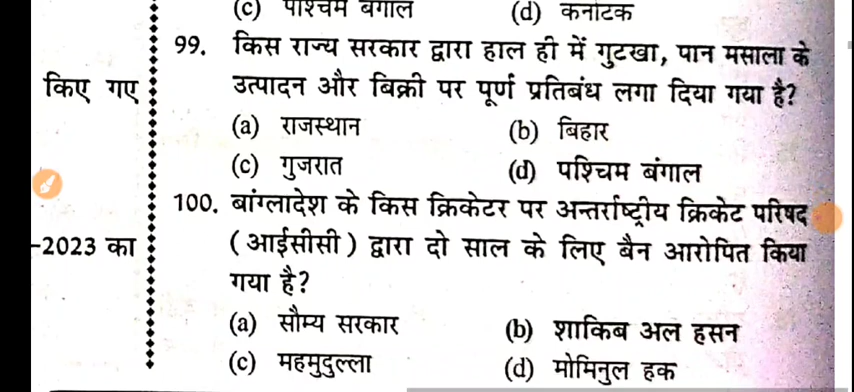 (c) पश्चिम बंगाल (d) कर्नाटक
99. किस राज्य सरकार द्वारा हाल ही में गुटखा, पान मसाला के
किए गए
उत्पादन और बिक्री पर पूर्ण प्रतिबंध लगा दिया गया है?
(a) राजस्थान (b) बिहार
(c) गुजरात (d) पश्चिम बंगाल
100. बांग्लादेश के किस क्रिकेटर पर अन्तर्राष्ट्रीय क्रिकेट परिषद
-2023 का
(आईसीसी) द्वारा दो साल के लिए बैन आरोपित किया
गया है?
(a) सौम्य सरकार (b) शाकिब अल हसन
(c) महमुदुल्ला (d) मोमिनुल हक